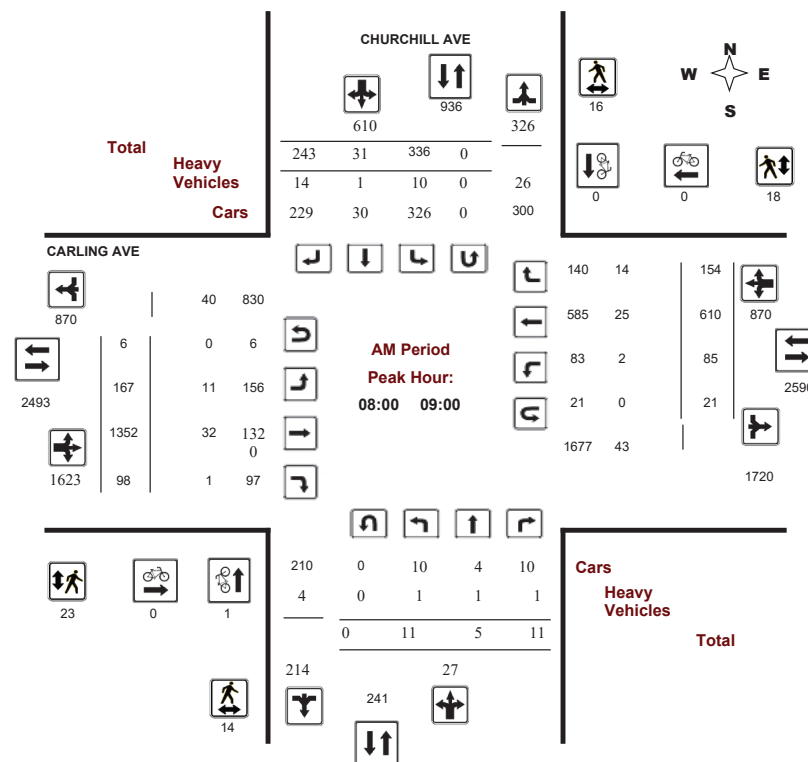 CHURCHILL AVE
N
W E
S
936
16
610 326
Total 243 31 336 0
Heavy
Vehicles 14 1 10 0 26
Cars 229 30 326 0 300
0 0 18
CARLING AVE
870 40 830
6 0 6
2493
167 11 156
1352 32 132
0
1623 98 1 97
AM Period
Peak Hour:
08:00 09:00
140 14 154
585 25 610 870
83 2 85
2590
21 0 21
1677 43
1720
210 0 10 4 10 Cars
4 0 1 1 1 Heavy
Vehicles
0 11 5 11 Total
23 0 1
214 27
241
14